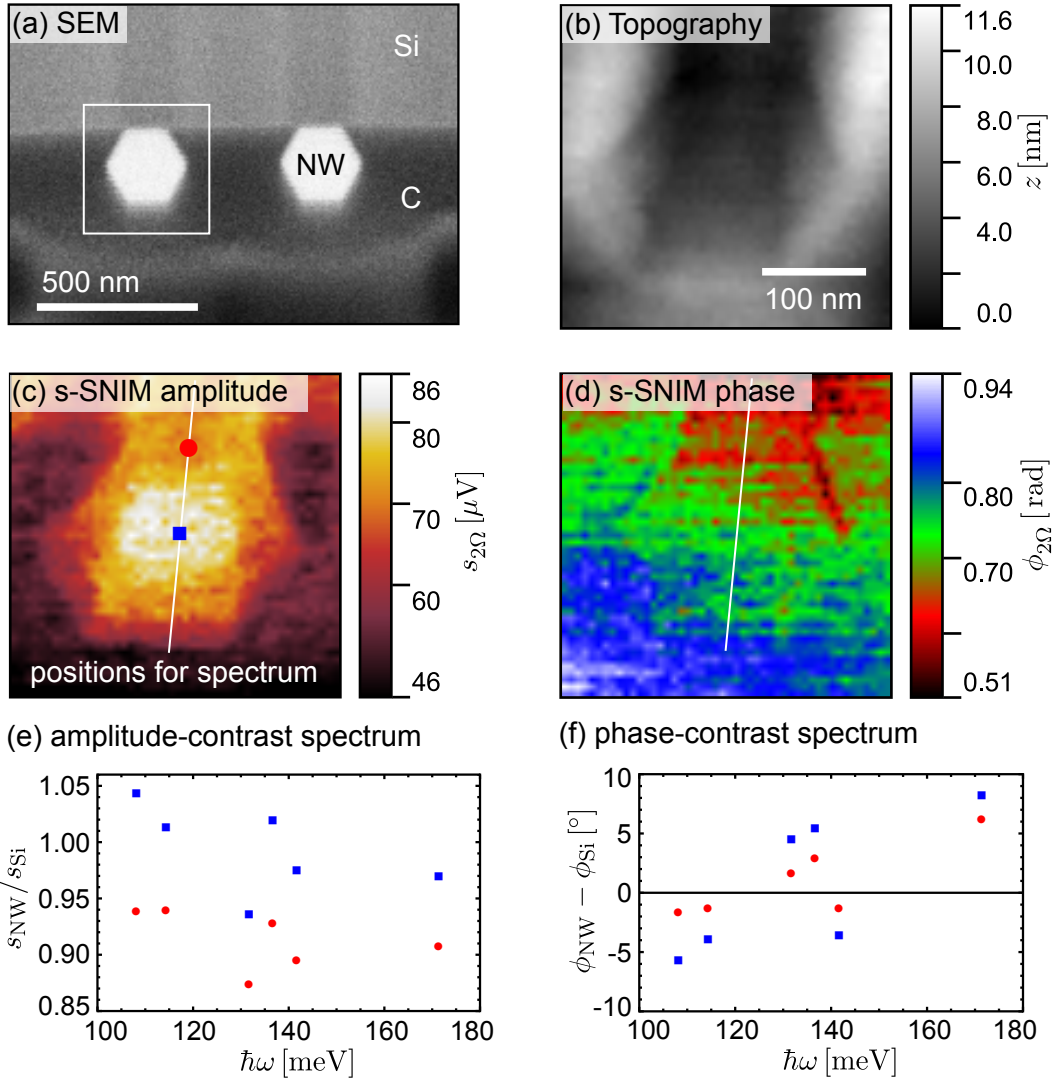 (a) SEM
Si
NW
C
500 nm
(b) Topography
100 nm
11.6
10.0
8.0
6.0
4.0
0.0
z [nm]
(c) s-SNIM amplitude
positions for spectrum
86
80
70
60
46
s2Ω [μV]
(d) s-SNIM phase
0.94
0.80
0.70
0.60
0.51
ϕ2Ω [rad]
(e) amplitude-contrast spectrum
1.05
1.00
0.95
0.90
0.85
sNW/sSi
100 120 140 160 180
ℏω [meV]
(f) phase-contrast spectrum
10
5
0
-5
-10
ϕNW − ϕSi [°]
100 120 140 160 180
ℏω [meV]